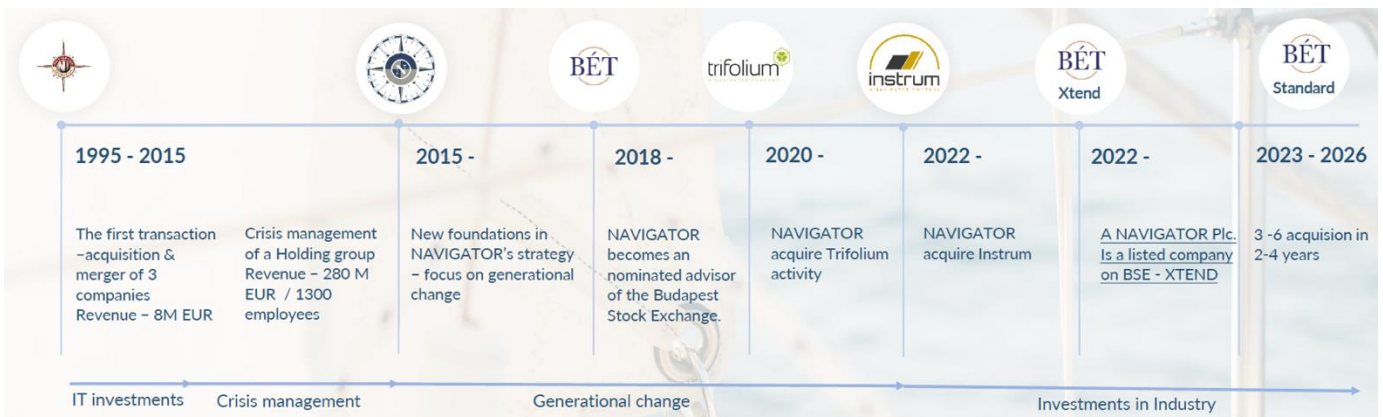 BÉT
trifolium
instrum
BÉT
Xtend
BÉT
Standard
1995 - 2015
2015 -
2018 -
2020 -
2022 -
2022 -
2023 - 2026
The first transaction
–acquisition &
merger of 3
companies
Revenue – 8M EUR
Crisis management
of a Holding group
Revenue – 280 M
EUR / 1300
employees
New foundations in
NAVIGATOR's strategy
– focus on generational
change
NAVIGATOR
becomes an
nominated advisor
of the Budapest
Stock Exchange.
NAVIGATOR
acquire Trifolium
activity
NAVIGATOR
acquire Instrum
A NAVIGATOR Plc.
Is a listed company
on BSE - XTEND
3 -6 acquision in
2-4 years
IT investments
Crisis management
Generational change
Investments in Industry